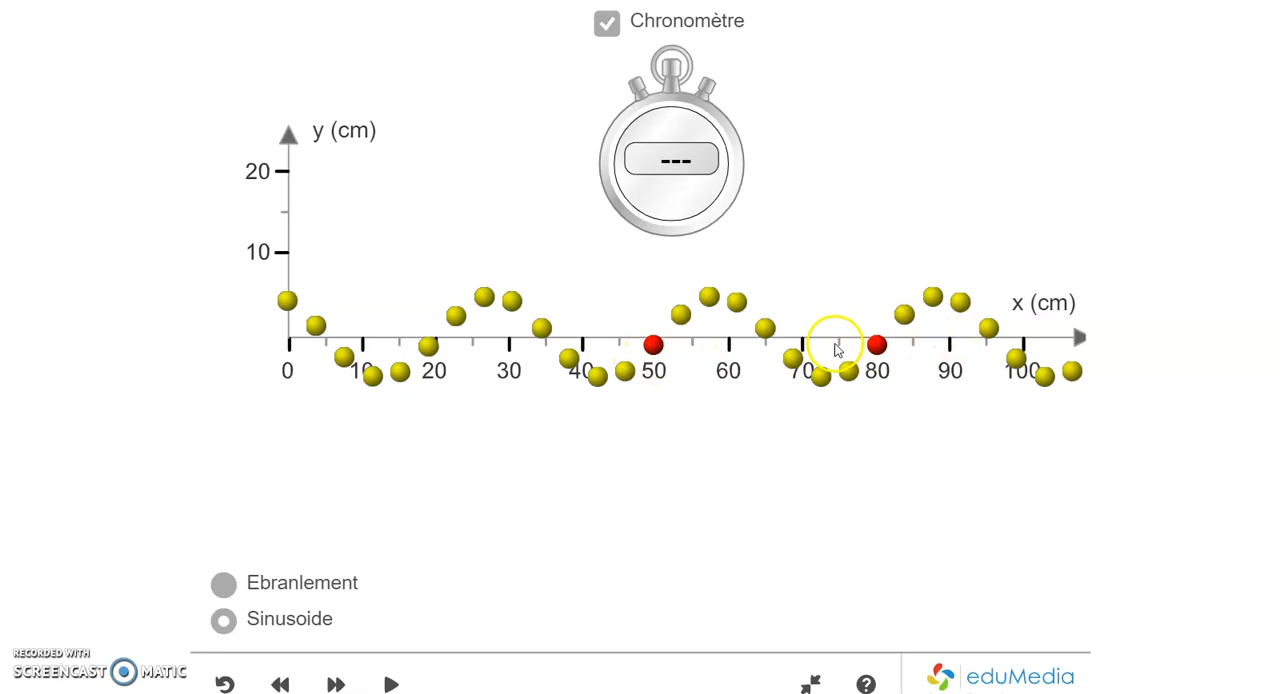 Chronomètre
---
y (cm)
20
10
x (cm)
0 10 20 30 40 50 60 70 80 90 100
Ebranlement
Sinusoide
RECORDED WITH
SCREENCAST MATIC
eduMedia
?